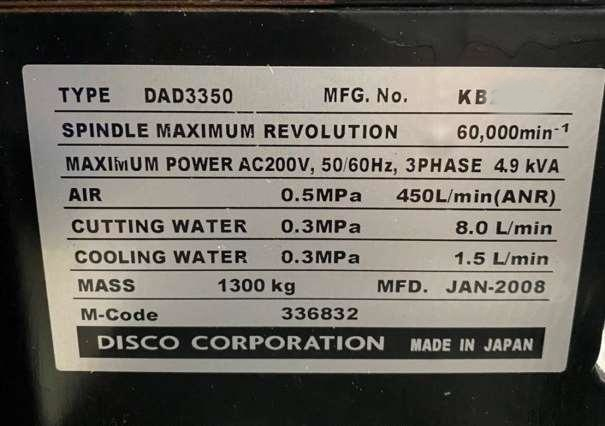 TYPE DAD3350 MFG. No. KB
SPINDLE MAXIMUM REVOLUTION 60,000min⁻¹
MAXIMUM POWER AC200V, 50/60Hz, 3PHASE 4.9 kVA
AIR 0.5MPa 450L/min(ANR)
CUTTING WATER 0.3MPa 8.0 L/min
COOLING WATER 0.3MPa 1.5 L/min
MASS 1300 kg MFD. JAN-2008
M-Code 336832
DISCO CORPORATION MADE IN JAPAN